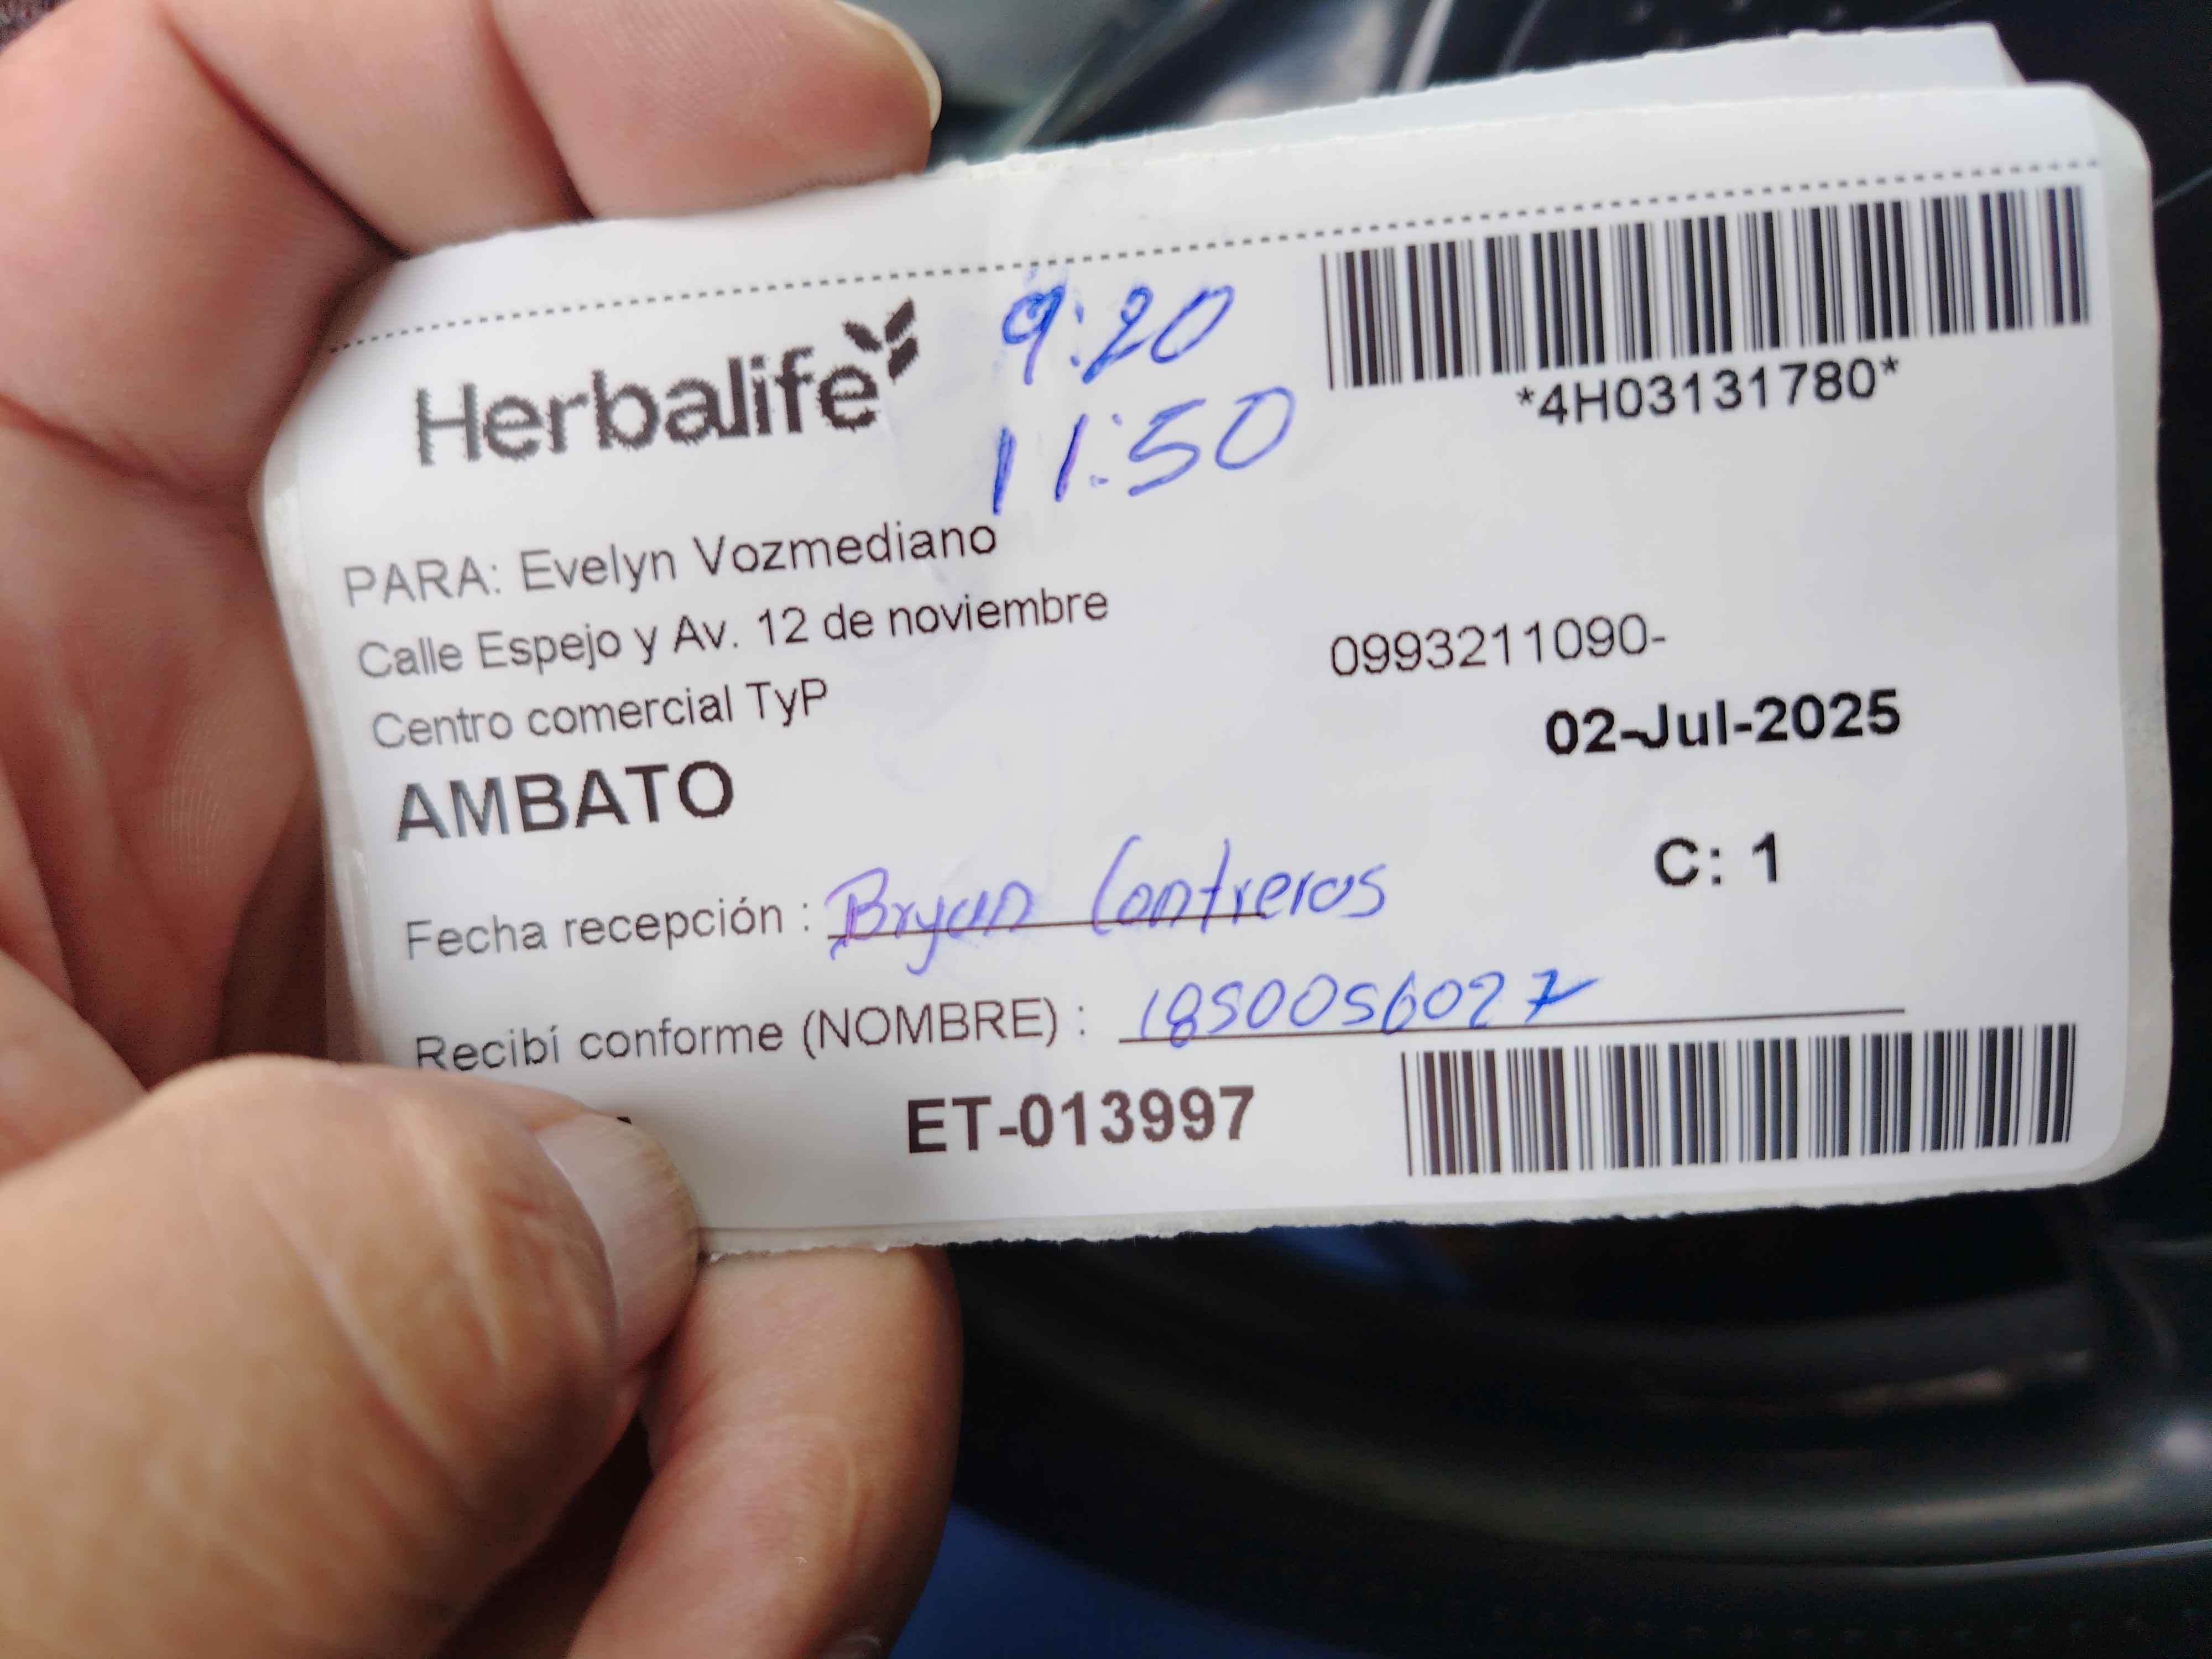 Herbalife
9:20
11:50
*4H03131780*
PARA: Evelyn Vozmediano
Calle Espejo y Av. 12 de noviembre
Centro comercial TyP
0993211090-
AMBATO
02-Jul-2025
C: 1
Fecha recepción : Bryan Contreras
Recibí conforme (NOMBRE) : 1850056027
ET-013997